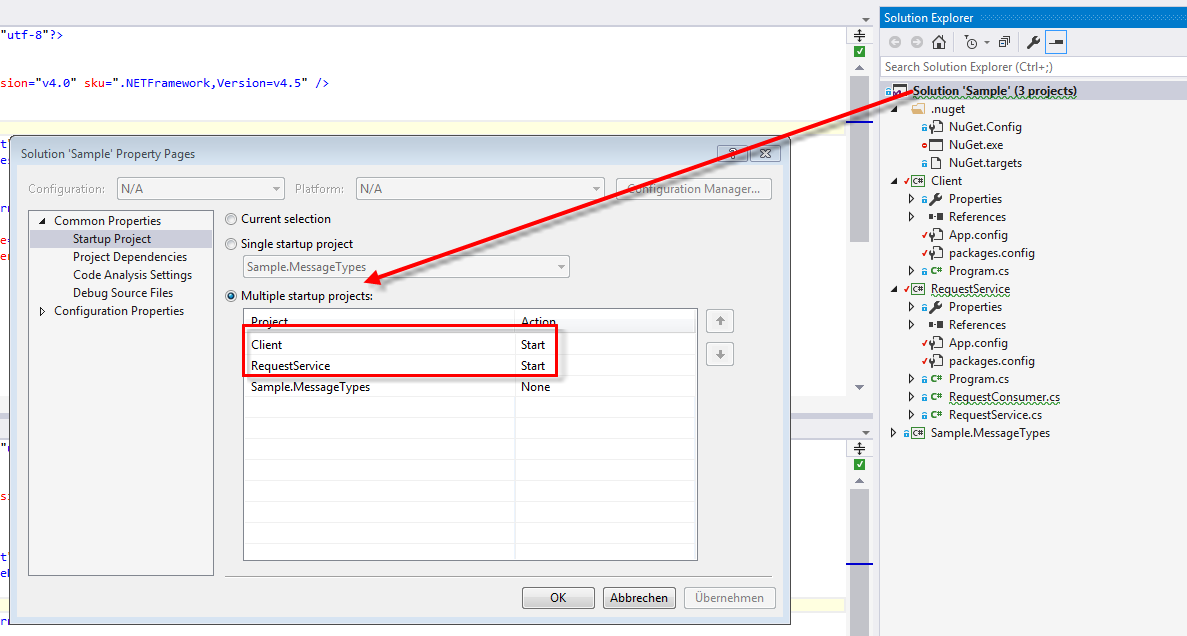 "utf-8"?>
sion="v4.0" sku=".NETFramework,Version=v4.5" />
Solution 'Sample' Property Pages
Configuration:
N/A
Platform:
N/A
Configuration Manager...
Common Properties
Startup Project
Project Dependencies
Code Analysis Settings
Debug Source Files
Configuration Properties
Current selection
Single startup project
Sample.MessageTypes
Multiple startup projects:
Project Action
Client Start
RequestService Start
Sample.MessageTypes None
OK
Abbrechen
Übernehmen
Solution Explorer
Search Solution Explorer (Ctrl+;)
Solution 'Sample' (3 projects)
.nuget
NuGet.Config
NuGet.exe
NuGet.targets
C# Client
Properties
References
App.config
packages.config
C# Program.cs
C# RequestService
Properties
References
App.config
packages.config
C# Program.cs
C# RequestConsumer.cs
C# RequestService.cs
C# Sample.MessageTypes